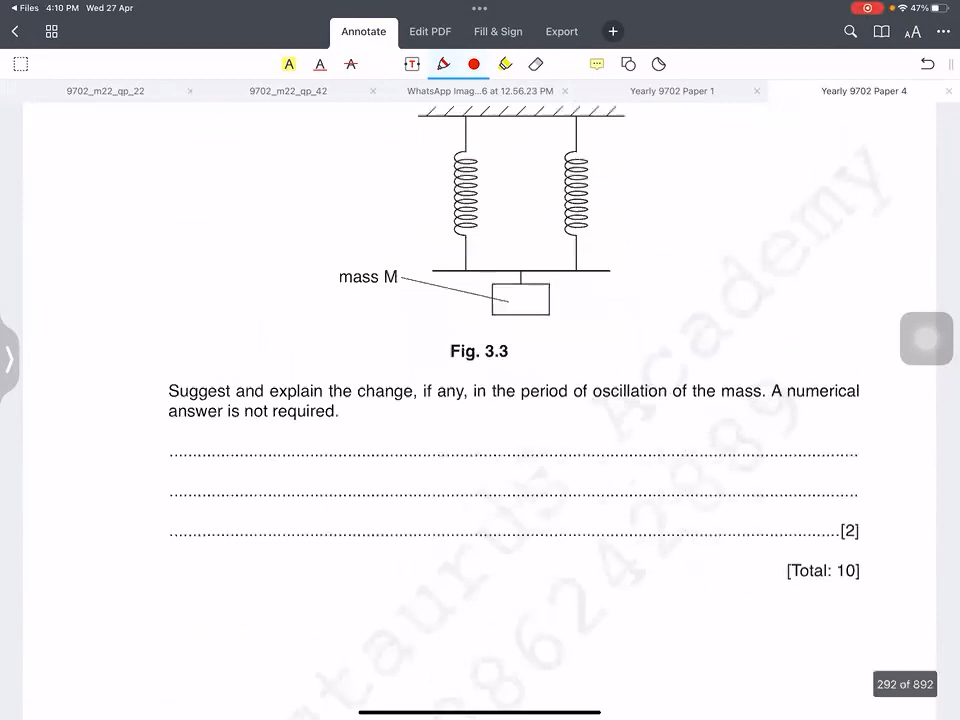 Files 4:10 PM Wed 27 Apr 47%
Annotate Edit PDF Fill & Sign Export
9702_m22_qp_22 9702_m22_qp_42 WhatsApp Imag...6 at 12.56.23 PM Yearly 9702 Paper 1 Yearly 9702 Paper 4
mass M
Fig. 3.3
Suggest and explain the change, if any, in the period of oscillation of the mass. A numerical
answer is not required.
[2]
[Total: 10]
292 of 892